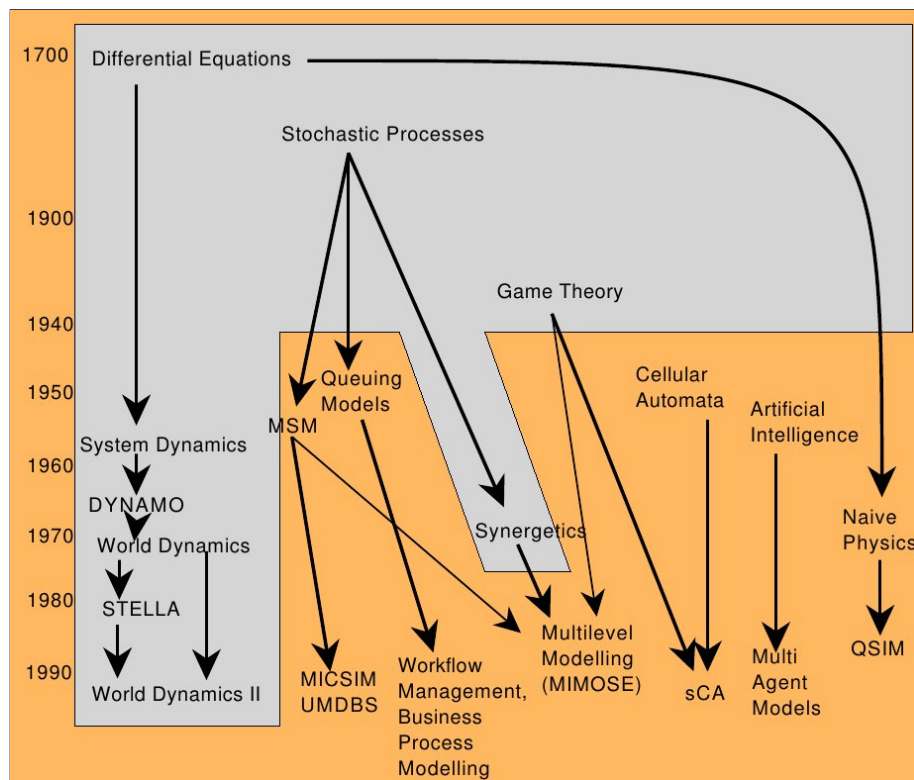 1700
Differential Equations
Stochastic Processes
1900
Game Theory
1940
Cellular
Automata
1950
Queuing
Models
MSM
Artificial
Intelligence
System Dynamics
1960
DYNAMO
Naive
Physics
1970
World Dynamics
Synergetics
1980
STELLA
Multilevel
Modelling
(MIMOSE)
QSIM
1990
World Dynamics II
MICSIM
UMDBS
Workflow
Management,
Business
Process
Modelling
sCA
Multi
Agent
Models